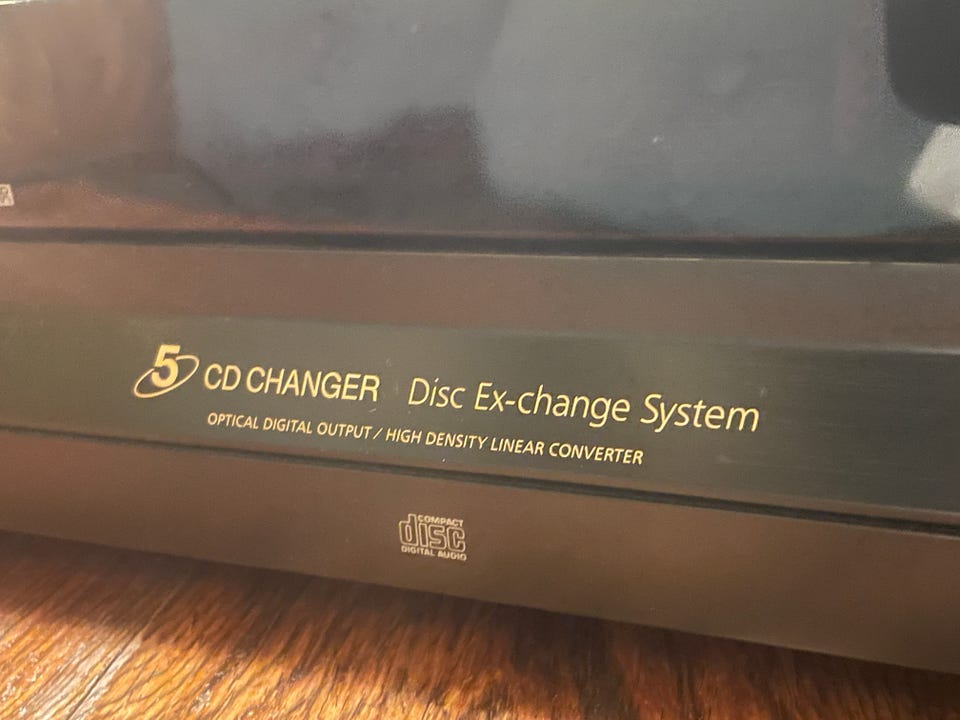 5 CD CHANGER Disc Ex-change System
OPTICAL DIGITAL OUTPUT / HIGH DENSITY LINEAR CONVERTER
COMPACT
disc
DIGITAL AUDIO